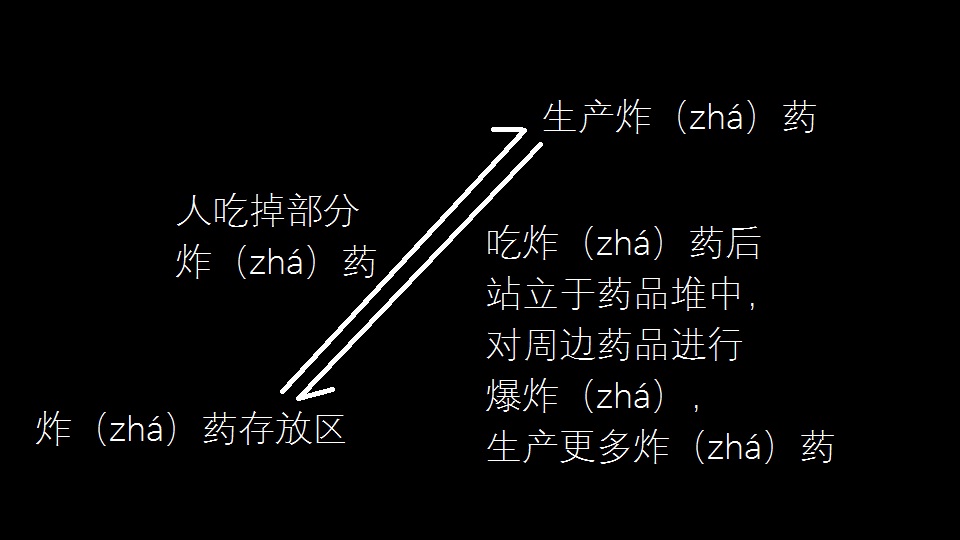 生产炸（zhá）药
人吃掉部分
炸（zhá）药
吃炸（zhá）药后
站立于药品堆中，
对周边药品进行
爆炸（zhá），
生产更多炸（zhá）药
炸（zhá）药存放区